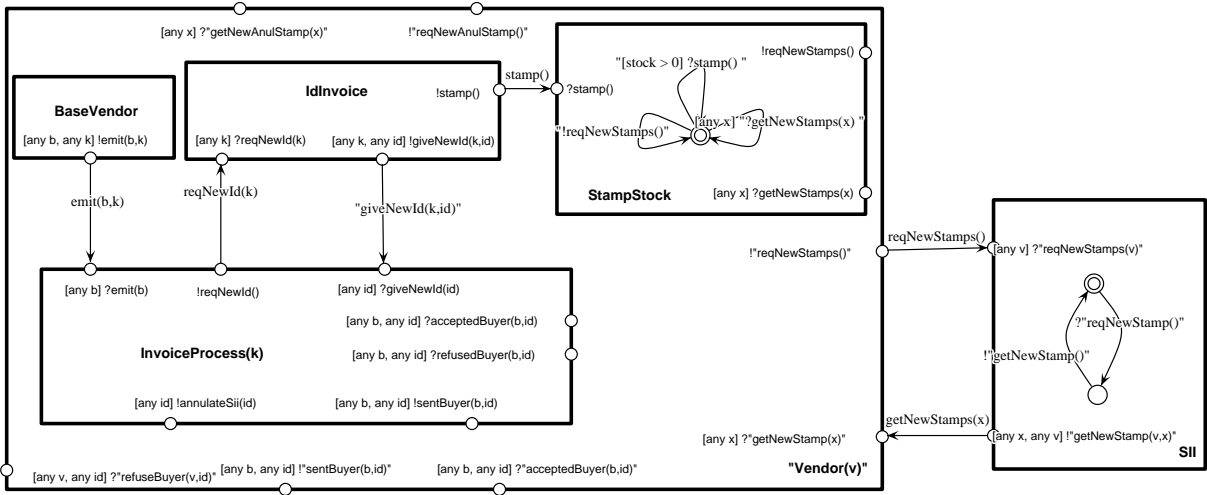 [any x] ?"getNewAnulStamp(x)"
!"reqNewAnulStamp()"
BaseVendor
[any b, any k] !emit(b,k)
IdInvoice
!stamp()
[any k] ?reqNewId(k)
[any k, any id] !giveNewId(k,id)
stamp()
!reqNewStamps()
"[stock > 0] ?stamp() "
?stamp()
"!reqNewStamps()"
[any x] "?getNewStamps(x) "
StampStock
[any x] ?getNewStamps(x)
emit(b,k)
reqNewId(k)
"giveNewId(k,id)"
!"reqNewStamps()"
reqNewStamps()
[any v] ?"reqNewStamps(v)"
[any b] ?emit(b)
!reqNewId()
[any id] ?giveNewId(id)
[any b, any id] ?acceptedBuyer(b,id)
InvoiceProcess(k)
[any b, any id] ?refusedBuyer(b,id)
[any id] !annulateSii(id)
[any b, any id] !sentBuyer(b,id)
?"reqNewStamp()"
!"getNewStamp()"
getNewStamps(x)
[any x] ?"getNewStamp(x)"
[any x, any v] !"getNewStamp(v,x)"
SII
"Vendor(v)"
[any v, any id] ?"refuseBuyer(v,id)"
[any b, any id] !"sentBuyer(b,id)"
[any b, any id] ?"acceptedBuyer(b,id)"